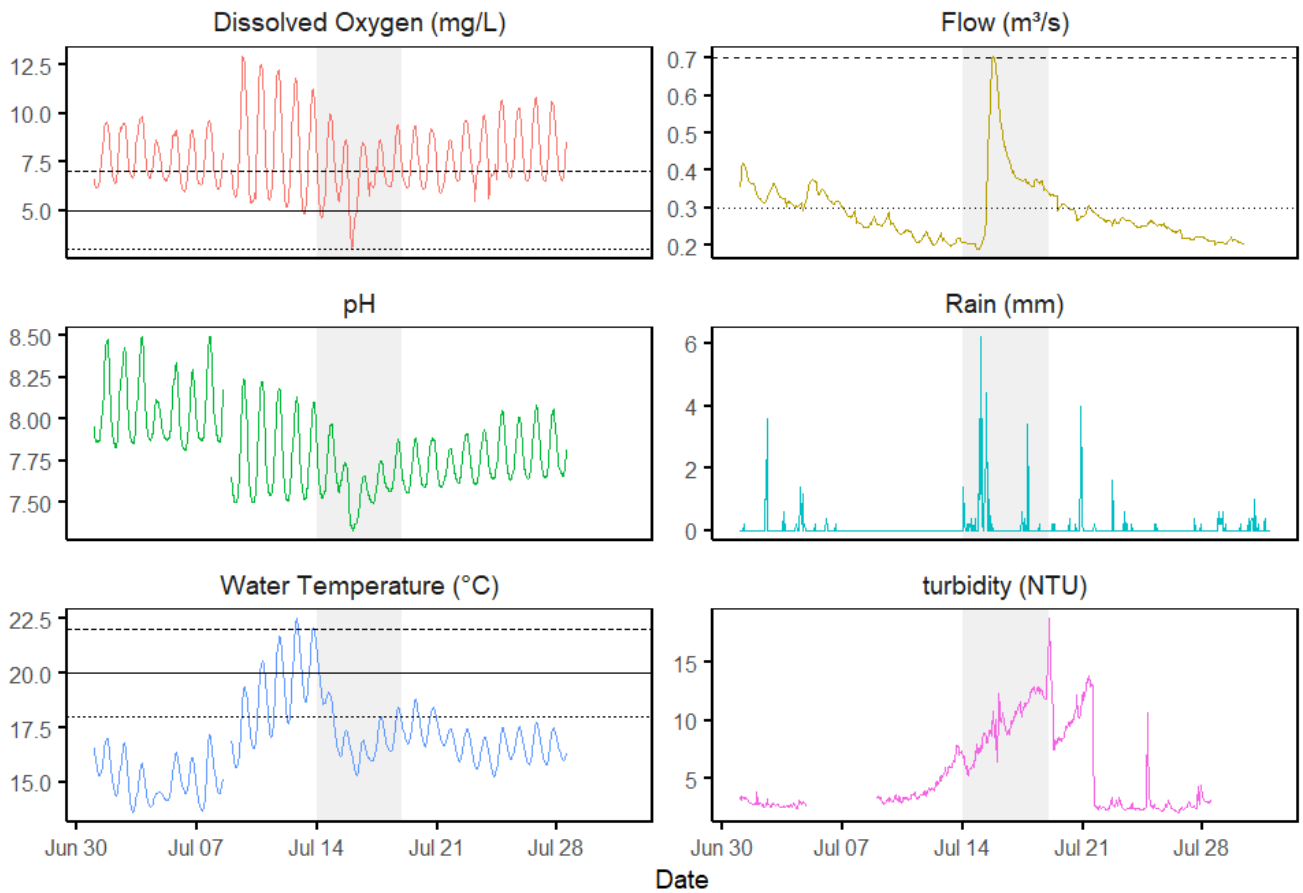 Dissolved Oxygen (mg/L)
12.5
10.0
7.5
5.0
Flow (m³/s)
0.7
0.6
0.5
0.4
0.3
0.2
pH
8.50
8.25
8.00
7.75
7.50
Rain (mm)
6
4
2
0
Water Temperature (°C)
22.5
20.0
17.5
15.0
Jun 30 Jul 07 Jul 14 Jul 21 Jul 28
turbidity (NTU)
15
10
5
Jun 30 Jul 07 Jul 14 Jul 21 Jul 28
Date